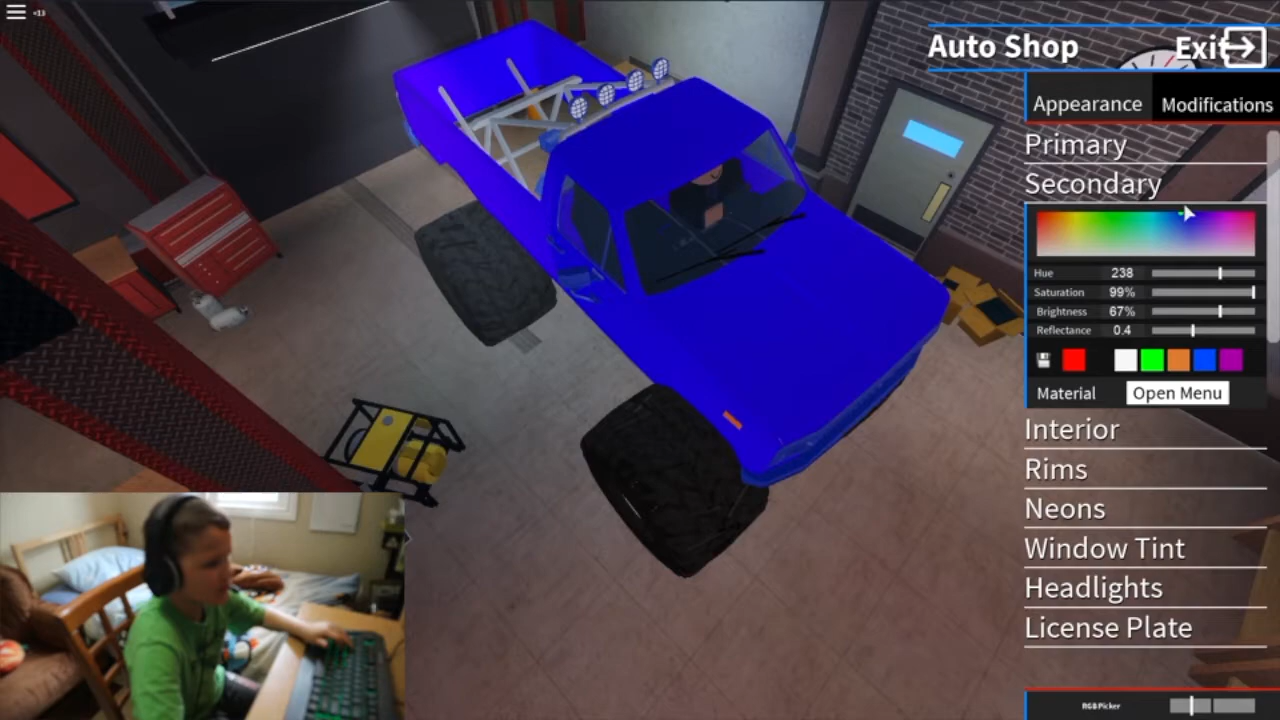 <13
Auto Shop
Exit
Appearance
Modifications
Primary
Secondary
Hue 238
Saturation 99%
Brightness 67%
Reflectance 0.4
Material Open Menu
Interior
Rims
Neons
Window Tint
Headlights
License Plate
RGB Picker